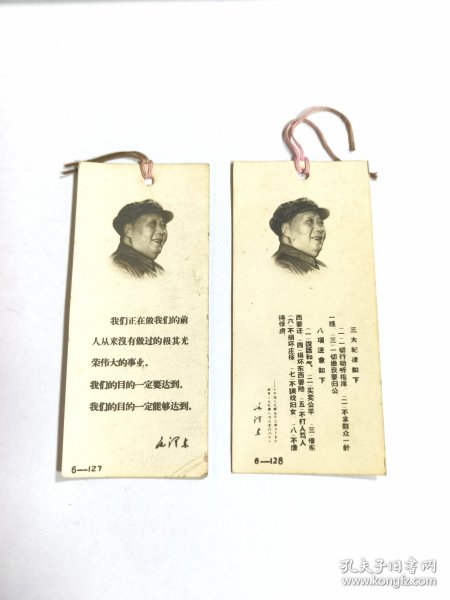 我们正在做我们的前
人从来没有做过的极其光
荣伟大的事业。
我们的目的一定要达到。
我们的目的一定能够达到。
毛泽东
6—127
三大纪律如下
(一)一切行动听指挥 (二)不拿群众一针
一线 (三)一切缴获要归公
八项注意如下
(一)说话和气 (二)买卖公平 (三)借东
西要还 (四)损坏东西要赔 (五)不打人骂人
(六)不损坏庄稼 (七)不调戏妇女 (八)不虐
待俘虏
毛泽东
6—128
孔夫子旧书网
www.kongfz.com